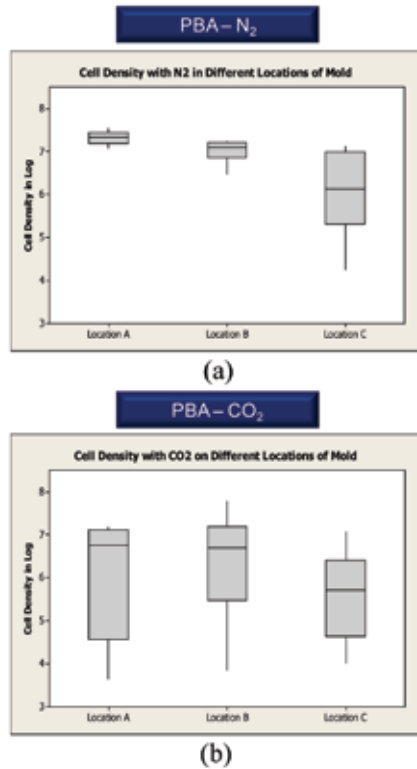 PBA – N₂
Cell Density with N2 in Different Locations of Mold
Cell Density in Log
8
7
6
5
4
3
Location A Location B Location C
(a)
PBA – CO₂
Cell Density with CO2 on Different Locations of Mold
Cell Density in Log
8
7
6
5
4
3
Location A Location B Location C
(b)